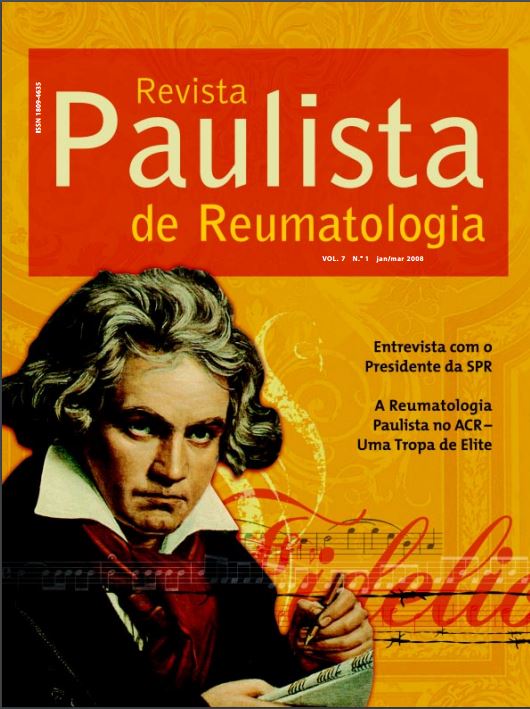 ISSN 1809-4635
Revista
Paulista
de Reumatologia
VOL. 7 N.º 1 jan/mar 2008
Entrevista com o
Presidente da SPR
A Reumatologia
Paulista no ACR –
Uma Tropa de Elite
Fidelio